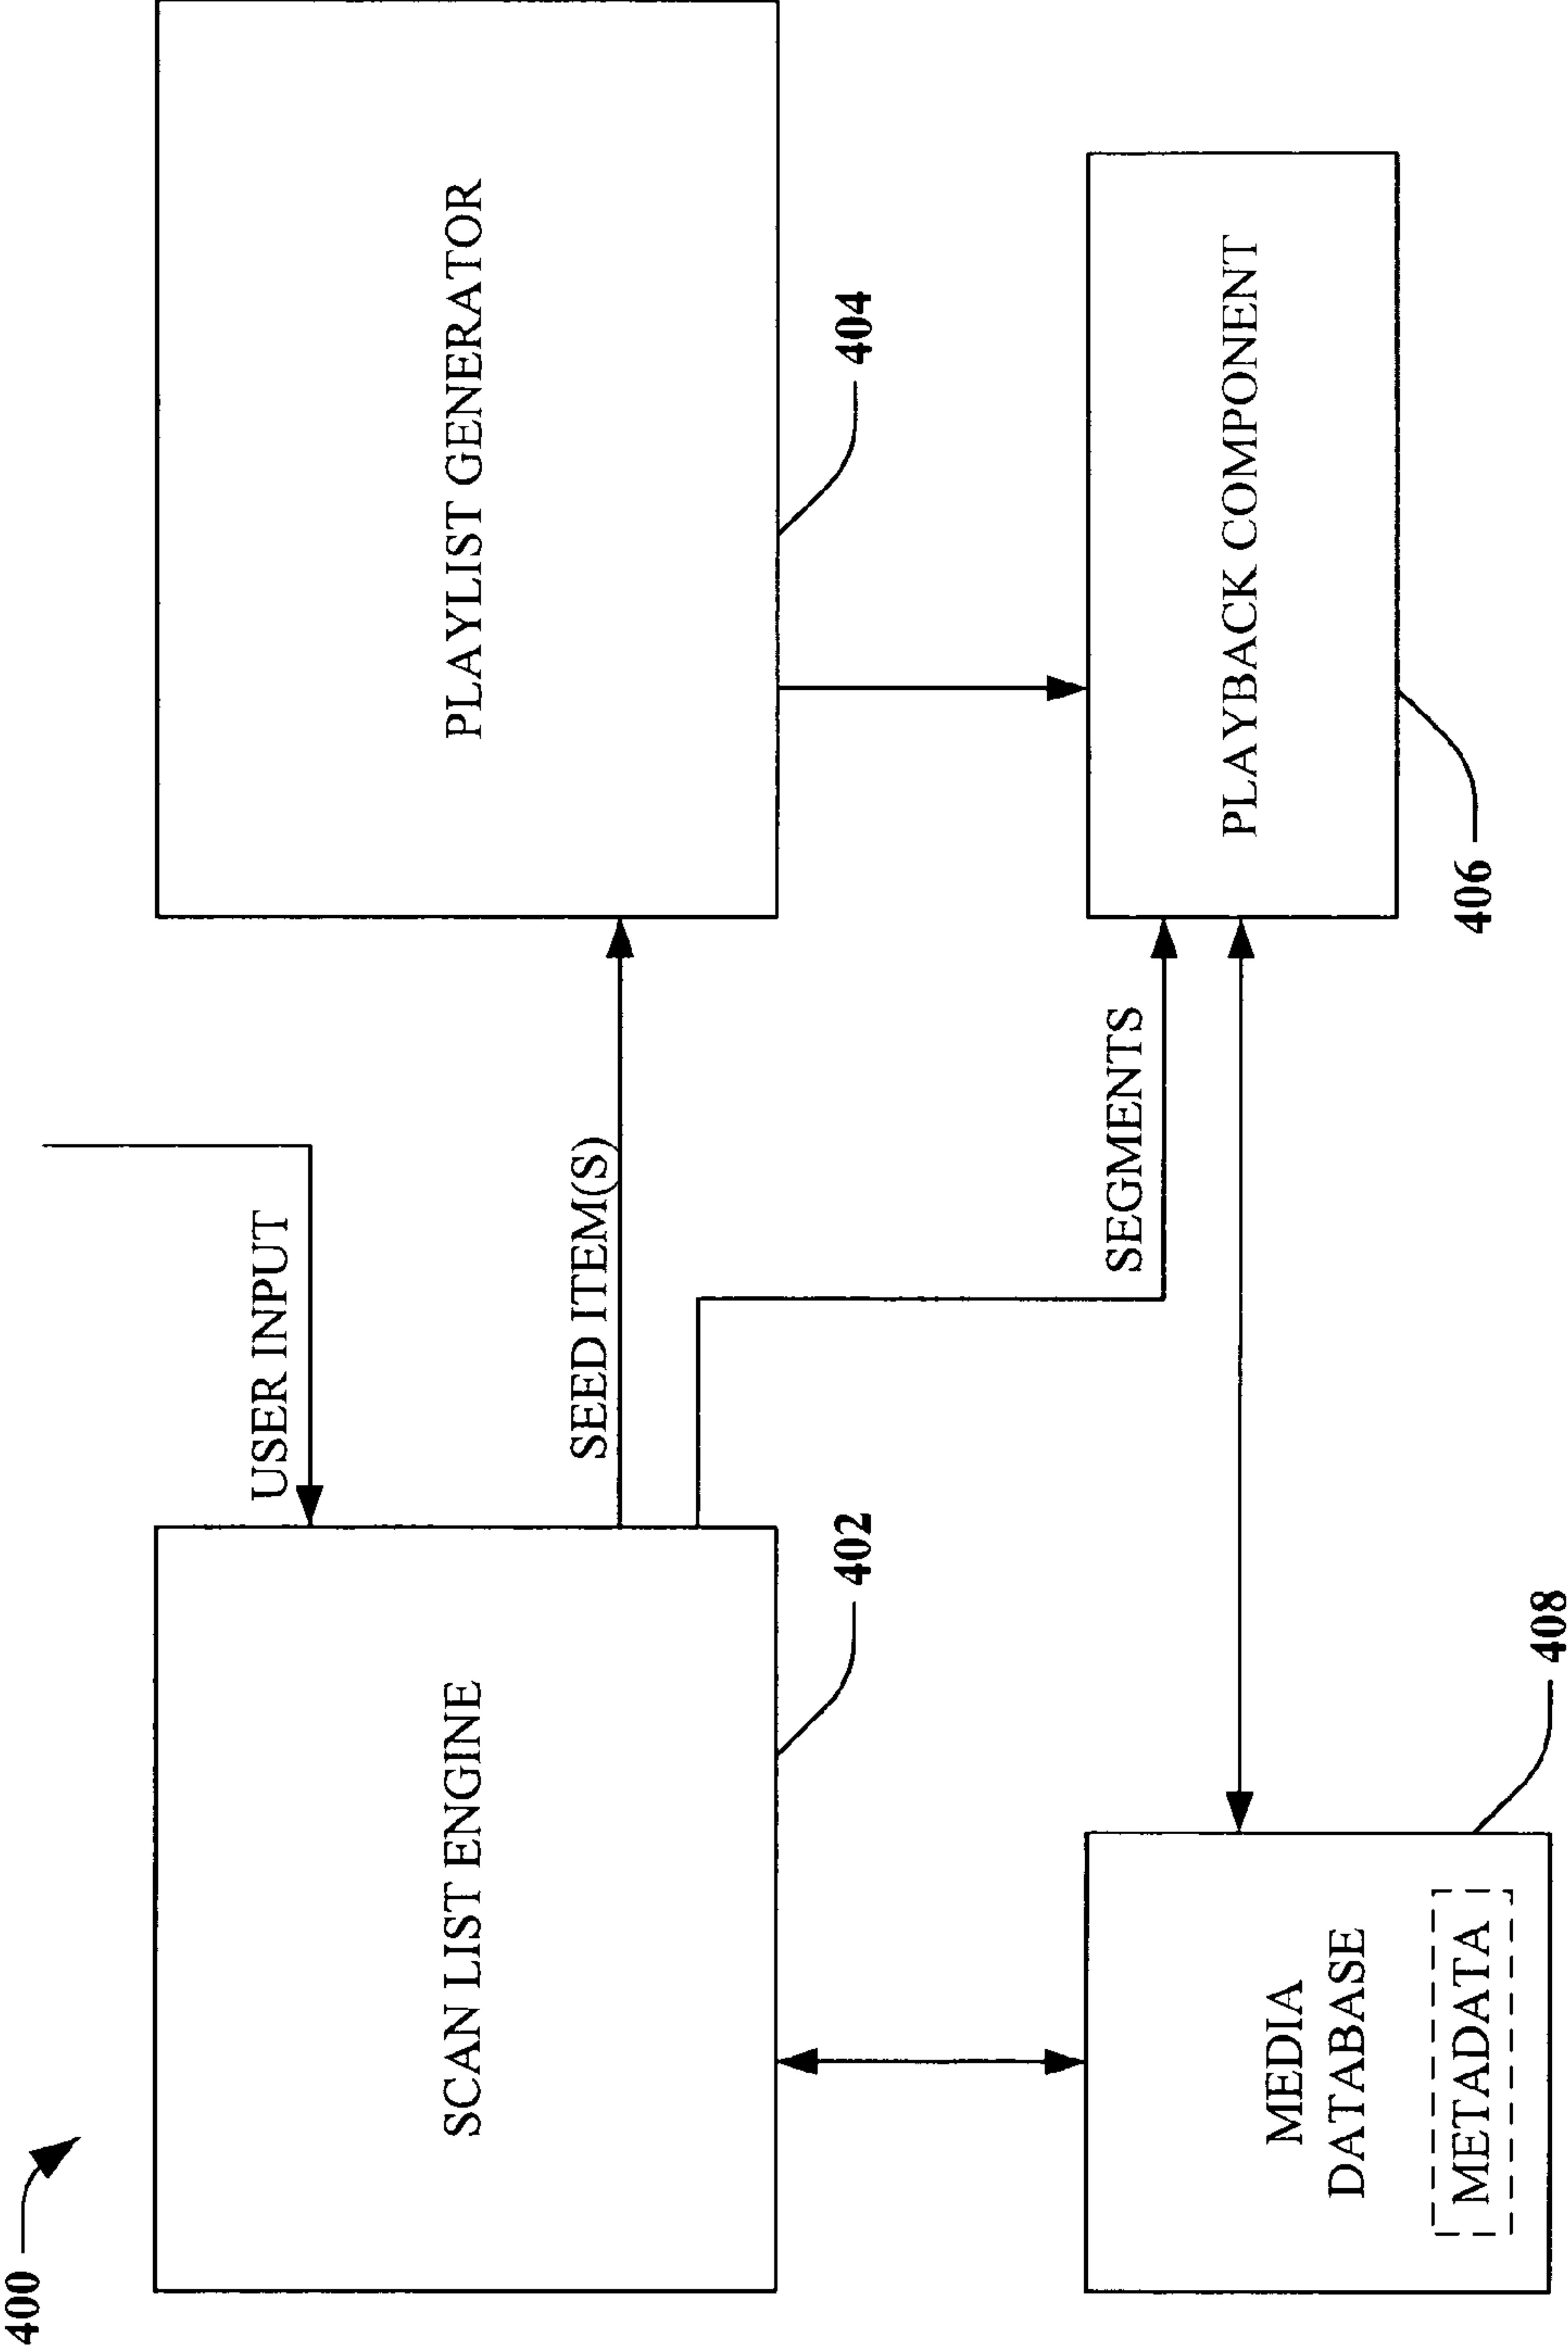 400
USER INPUT
SCAN LIST ENGINE
PLAYLIST GENERATOR
SEED ITEM(S)
402
404
SEGMENTS
MEDIA
DATABASE
METADATA
PLAYBACK COMPONENT
406
408